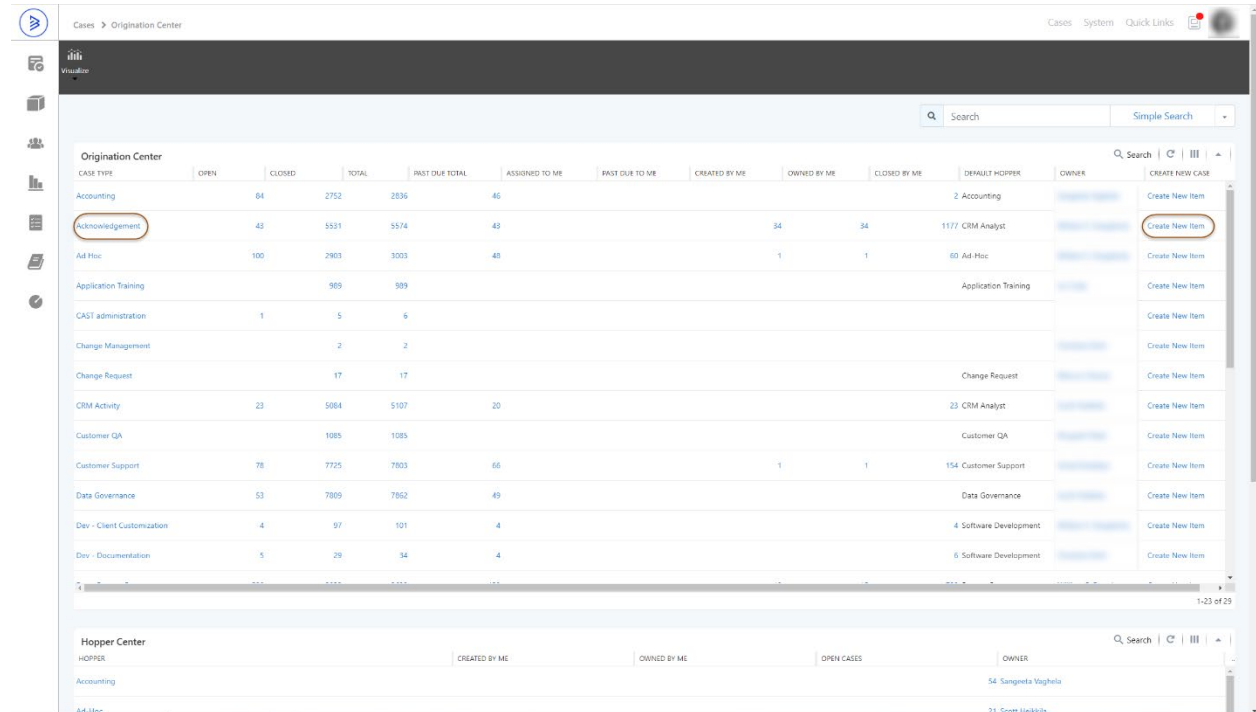 Cases > Origination Center
Cases System Quick Links
Visualize
Search Simple Search
Origination Center Search
CASE TYPE OPEN CLOSED TOTAL PAST DUE TOTAL ASSIGNED TO ME PAST DUE TO ME CREATED BY ME OWNED BY ME CLOSED BY ME DEFAULT HOPPER OWNER CREATE NEW CASE
Accounting 84 2752 2836 46 2 Accounting Create New Item
Acknowledgement 43 5531 5574 43 34 34 1177 CRM Analyst Create New Item
Ad Hoc 100 2903 3003 48 1 1 60 Ad-Hoc Create New Item
Application Training 989 989 Application Training Create New Item
CAST administration 1 5 6 Create New Item
Change Management 2 2 Create New Item
Change Request 17 17 Change Request Create New Item
CRM Activity 23 5084 5107 20 23 CRM Analyst Create New Item
Customer QA 1085 1085 Customer QA Create New Item
Customer Support 78 7725 7803 66 1 1 154 Customer Support Create New Item
Data Governance 53 7809 7862 49 Data Governance Create New Item
Dev - Client Customization 4 97 101 4 4 Software Development Create New Item
Dev - Documentation 5 29 34 4 6 Software Development Create New Item
1-23 of 29
Hopper Center Search
HOPPER CREATED BY ME OWNED BY ME OPEN CASES OWNER
Accounting 54 Sangeeta Vaghela
Ad-Hoc 21 Scott Heikkila